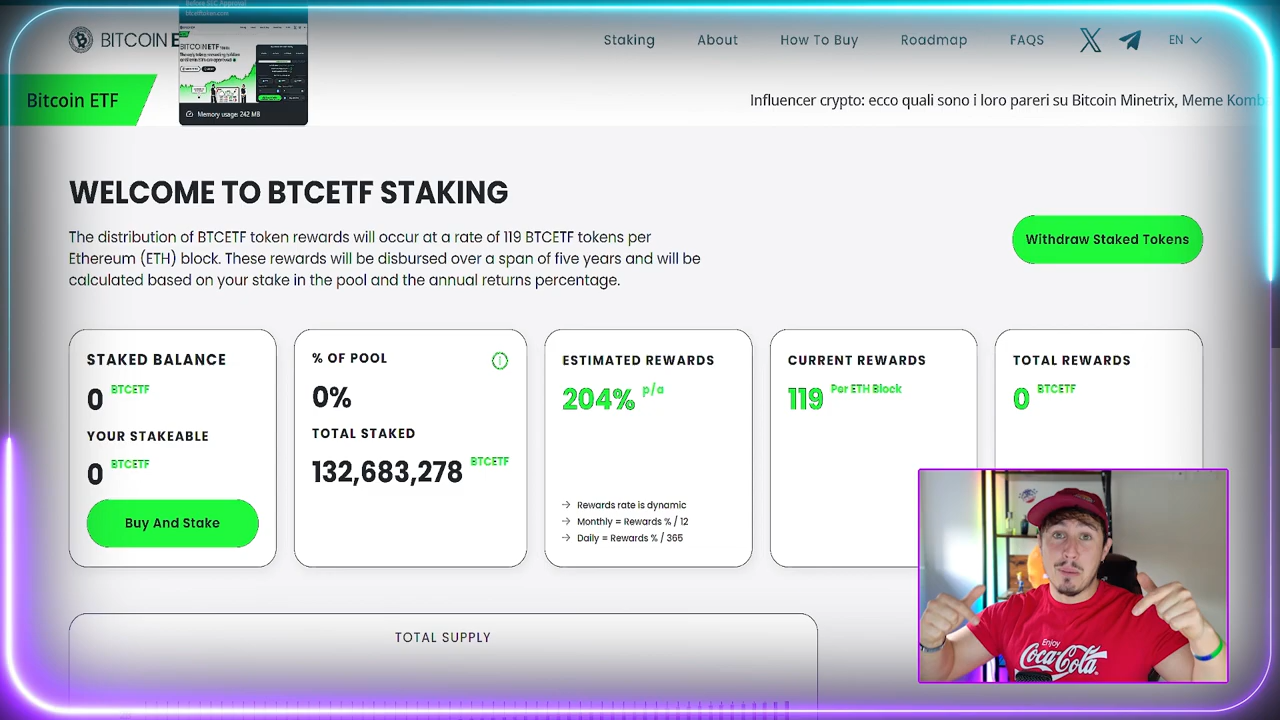 Before SEC Approval
btcetftoken.com
BITCOIN E
Staking
About
How To Buy
Roadmap
FAQS
EN
Memory usage: 242 MB
Bitcoin ETF
Influencer crypto: ecco quali sono i loro pareri su Bitcoin Minetrix, Meme Komb
WELCOME TO BTCETF STAKING
The distribution of BTCETF token rewards will occur at a rate of 119 BTCETF tokens per
Ethereum (ETH) block. These rewards will be disbursed over a span of five years and will be
calculated based on your stake in the pool and the annual returns percentage.
Withdraw Staked Tokens
STAKED BALANCE
0 BTCETF
YOUR STAKEABLE
0 BTCETF
Buy And Stake
% OF POOL
0%
TOTAL STAKED
132,683,278 BTCETF
ESTIMATED REWARDS
204% p/a
Rewards rate is dynamic
Monthly = Rewards % / 12
Daily = Rewards % / 365
CURRENT REWARDS
119 Per ETH Block
TOTAL REWARDS
0 BTCETF
TOTAL SUPPLY
Enjoy
Coca-Cola